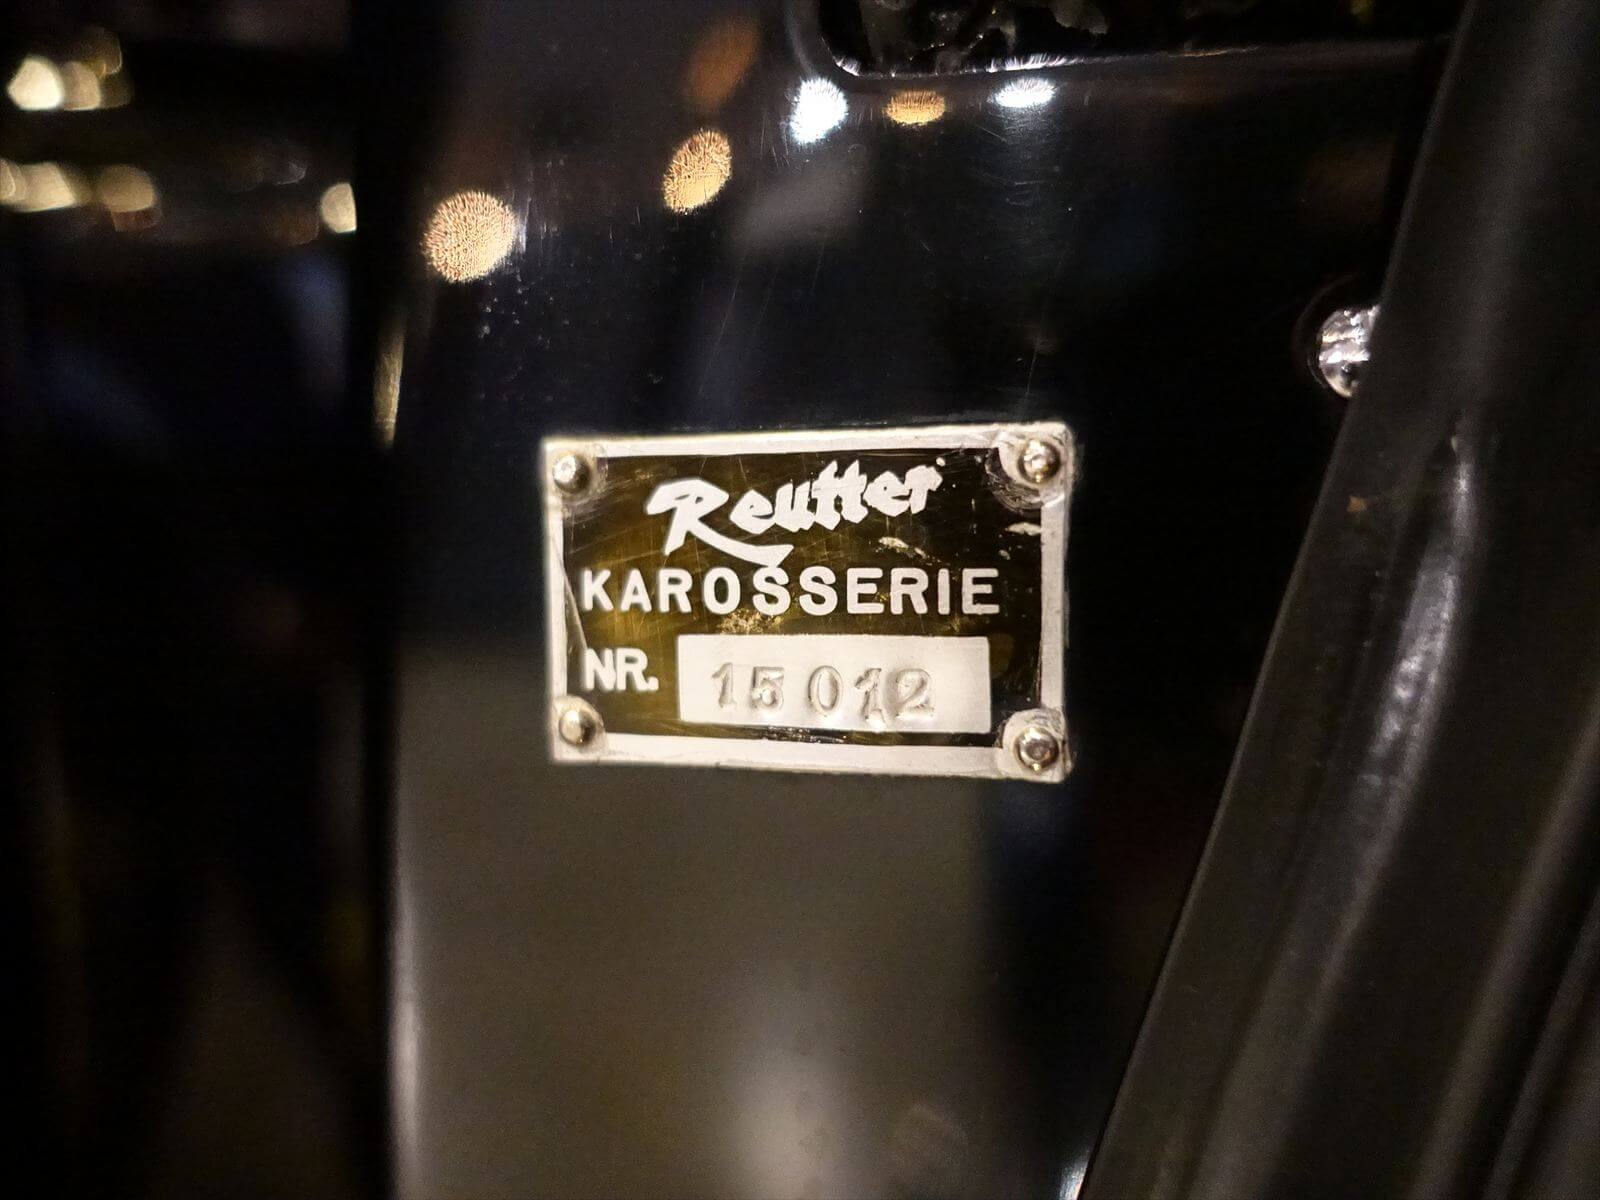 Reutter
KAROSSERIE
NR. 15012